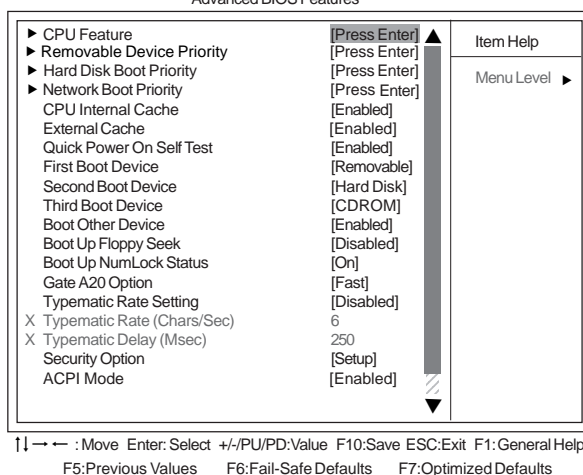 Advanced BIOS Features
▶ CPU Feature [Press Enter]
▶ Removable Device Priority [Press Enter]
▶ Hard Disk Boot Priority [Press Enter]
▶ Network Boot Priority [Press Enter]
CPU Internal Cache [Enabled]
External Cache [Enabled]
Quick Power On Self Test [Enabled]
First Boot Device [Removable]
Second Boot Device [Hard Disk]
Third Boot Device [CDROM]
Boot Other Device [Enabled]
Boot Up Floppy Seek [Disabled]
Boot Up NumLock Status [On]
Gate A20 Option [Fast]
Typematic Rate Setting [Disabled]
X Typematic Rate (Chars/Sec) 6
X Typematic Delay (Msec) 250
Security Option [Setup]
ACPI Mode [Enabled]
Item Help
Menu Level ▶
↑↓→← : Move Enter: Select +/-/PU/PD:Value F10:Save ESC:Exit F1: General Help
F5:Previous Values F6:Fail-Safe Defaults F7:Optimized Defaults